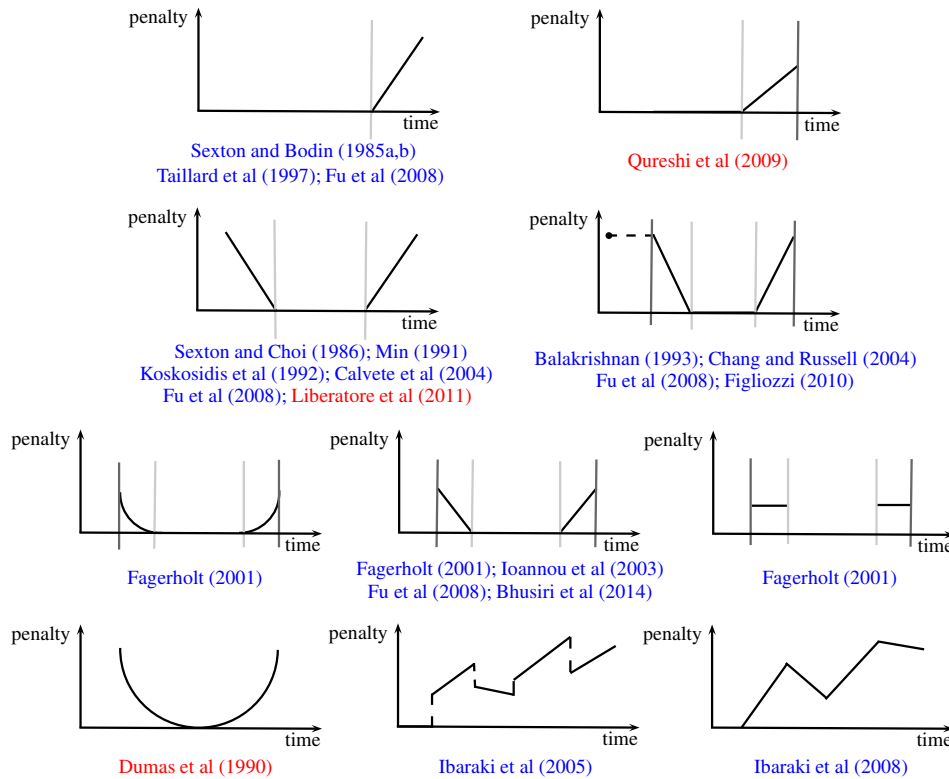 penalty
time
Sexton and Bodin (1985a,b)
Taillard et al (1997); Fu et al (2008)
penalty
time
Qureshi et al (2009)
penalty
time
Sexton and Choi (1986); Min (1991)
Koskosidis et al (1992); Calvete et al (2004)
Fu et al (2008); Liberatore et al (2011)
penalty
time
Balakrishnan (1993); Chang and Russell (2004)
Fu et al (2008); Figliozzi (2010)
penalty
time
Fagerholt (2001)
penalty
time
Fagerholt (2001); Ioannou et al (2003)
Fu et al (2008); Bhusiri et al (2014)
penalty
time
Fagerholt (2001)
penalty
time
Dumas et al (1990)
penalty
time
Ibaraki et al (2005)
penalty
time
Ibaraki et al (2008)